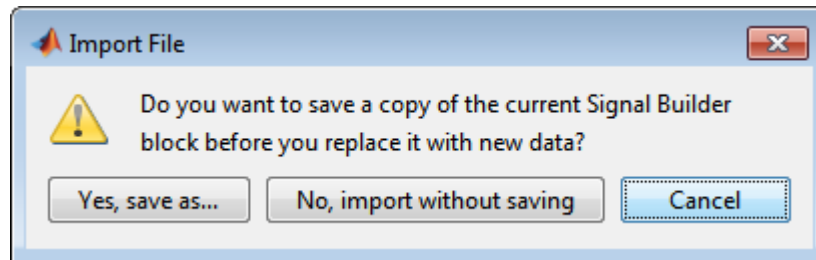 Import File
Do you want to save a copy of the current Signal Builder
block before you replace it with new data?
Yes, save as...
No, import without saving
Cancel